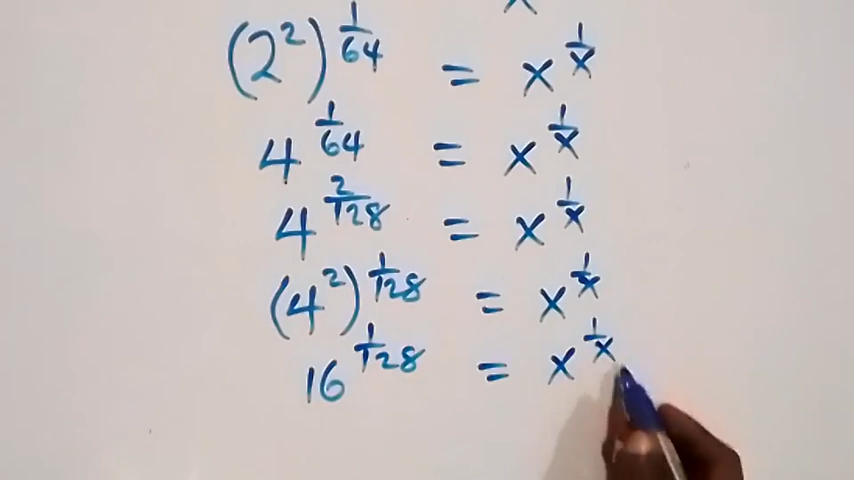 x
(2²)^(1/64) = x^(1/x)
4^(1/64) = x^(1/x)
4^(2/128) = x^(1/x)
(4²)^(1/128) = x^(1/x)
16^(1/128) = x^(1/x)